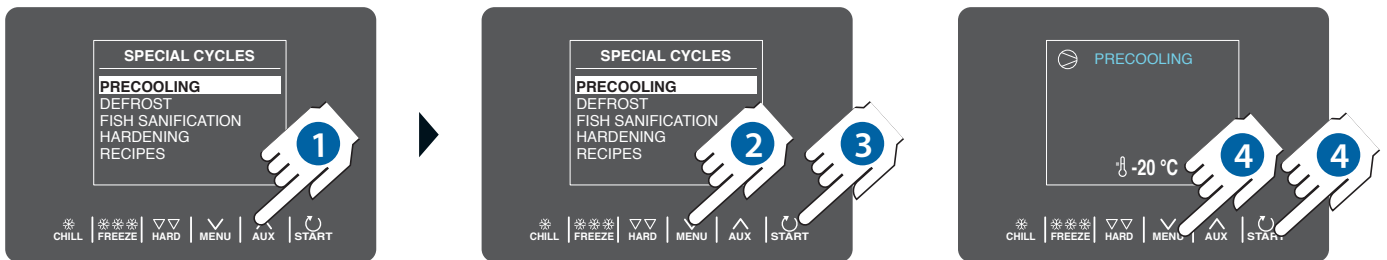 SPECIAL CYCLES
PRECOOLING
DEFROST
FISH SANIFICATION
HARDENING
RECIPES
1
CHILL FREEZE HARD MENU AUX START
SPECIAL CYCLES
PRECOOLING
DEFROST
FISH SANIFICATION
HARDENING
RECIPES
2
3
CHILL FREEZE HARD MENU AUX START
PRECOOLING
-20 °C
4
4
CHILL FREEZE HARD MENU AUX START